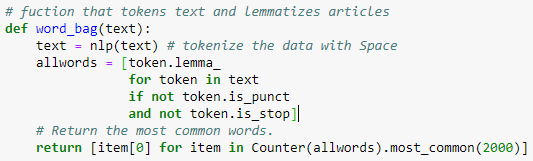 # fuction that tokens text and Lemmatizes articles
def word_bag(text):
    text = nlp(text) # tokenize the data with Space
    allwords = [token.lemma_
                for token in text
                if not token.is_punct
                and not token.is_stop]
    # Return the most common words.
    return [item[0] for item in Counter(allwords).most_common(2000)]